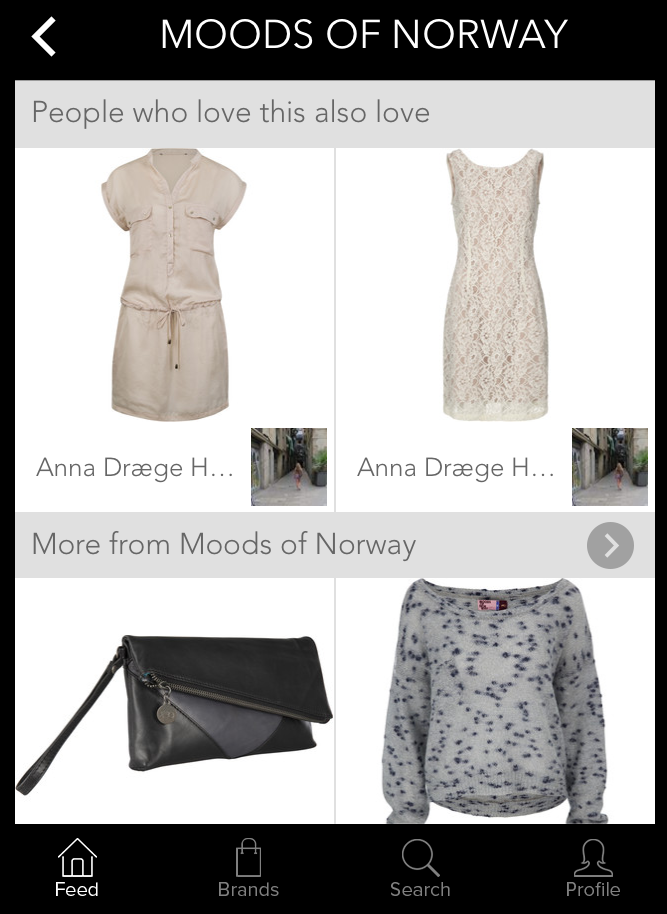 MOODS OF NORWAY
People who love this also love
Anna Dræge H...
Anna Dræge H...
More from Moods of Norway
Feed
Brands
Search
Profile